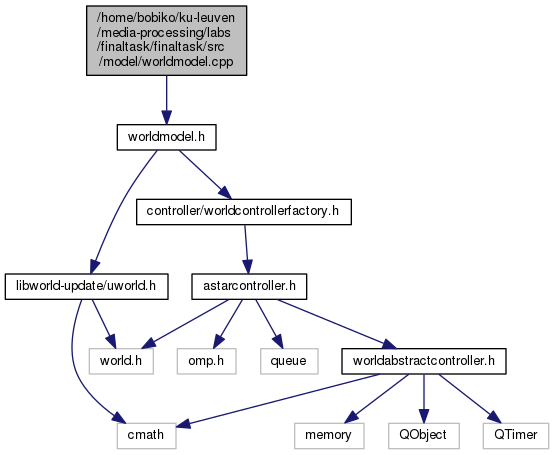 /home/bobiko/ku-leuven
/media-processing/labs
/finaltask/finaltask/src
/model/worldmodel.cpp
worldmodel.h
controller/worldcontrollerfactory.h
libworld-update/uworld.h
astarcontroller.h
world.h
omp.h
queue
worldabstractcontroller.h
cmath
memory
QObject
QTimer